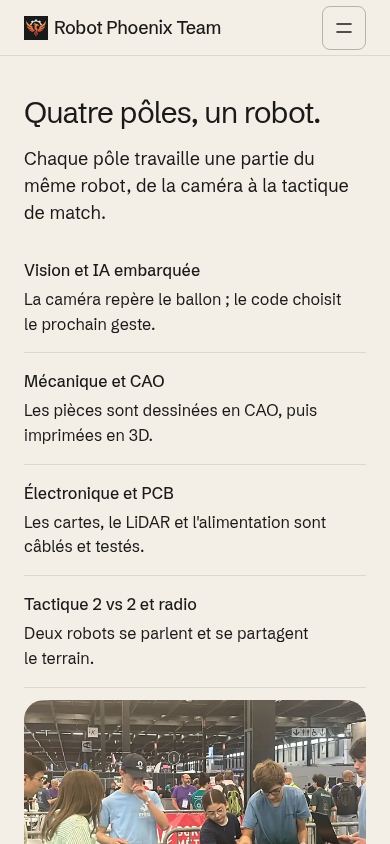 Robot Phoenix Team
Quatre pôles, un robot.
Chaque pôle travaille une partie du
même robot, de la caméra à la tactique
de match.
Vision et IA embarquée
La caméra repère le ballon ; le code choisit
le prochain geste.
Mécanique et CAO
Les pièces sont dessinées en CAO, puis
imprimées en 3D.
Électronique et PCB
Les cartes, le LiDAR et l'alimentation sont
câblés et testés.
Tactique 2 vs 2 et radio
Deux robots se parlent et se partagent
le terrain.